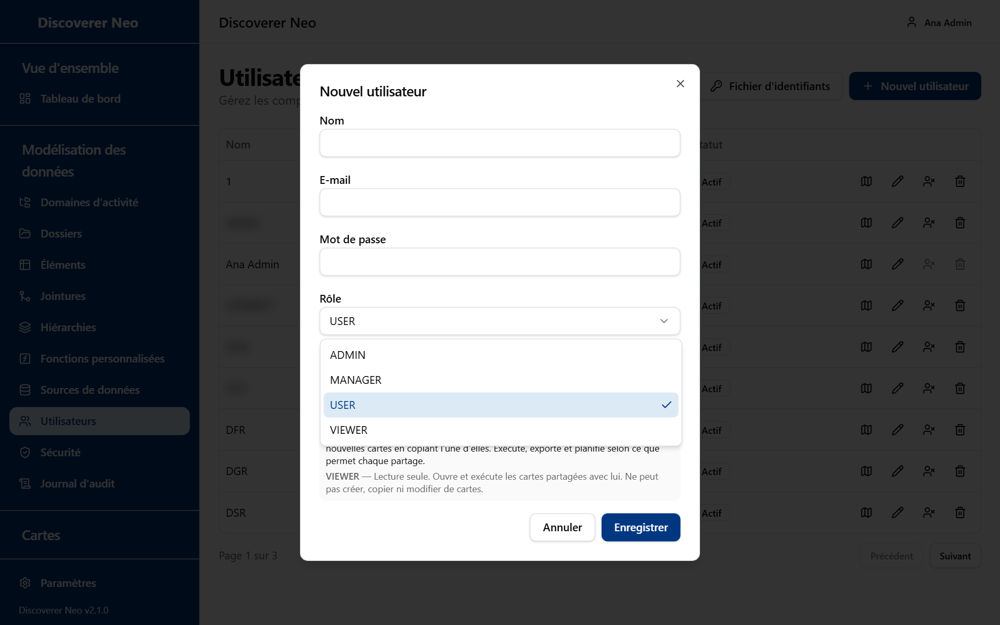 Discoverer Neo
Discoverer Neo
Ana Admin
Vue d'ensemble
Tableau de bord
Modélisation des
données
Domaines d'activité
Dossiers
Éléments
Jointures
Hiérarchies
Fonctions personnalisées
Sources de données
Utilisateurs
Sécurité
Journal d'audit
Cartes
Paramètres
Discoverer Neo v2.1.0
Utilisate
Gérez les comp
Fichier d'identifiants
Nouvel utilisateur
Nom
tatut
1
Actif
Actif
Ana Admin
Actif
Actif
Actif
Actif
DFR
Actif
DGR
Actif
DSR
Actif
Page 1 sur 3
Précédent
Suivant
Nouvel utilisateur
Nom
E-mail
Mot de passe
Rôle
USER
ADMIN
MANAGER
USER
VIEWER
nouvelles cartes en copiant l'une d'elles. Exécute, exporte et planifie selon ce que
permet chaque partage.
VIEWER — Lecture seule. Ouvre et exécute les cartes partagées avec lui. Ne peut
pas créer, copier ni modifier de cartes.
Annuler
Enregistrer